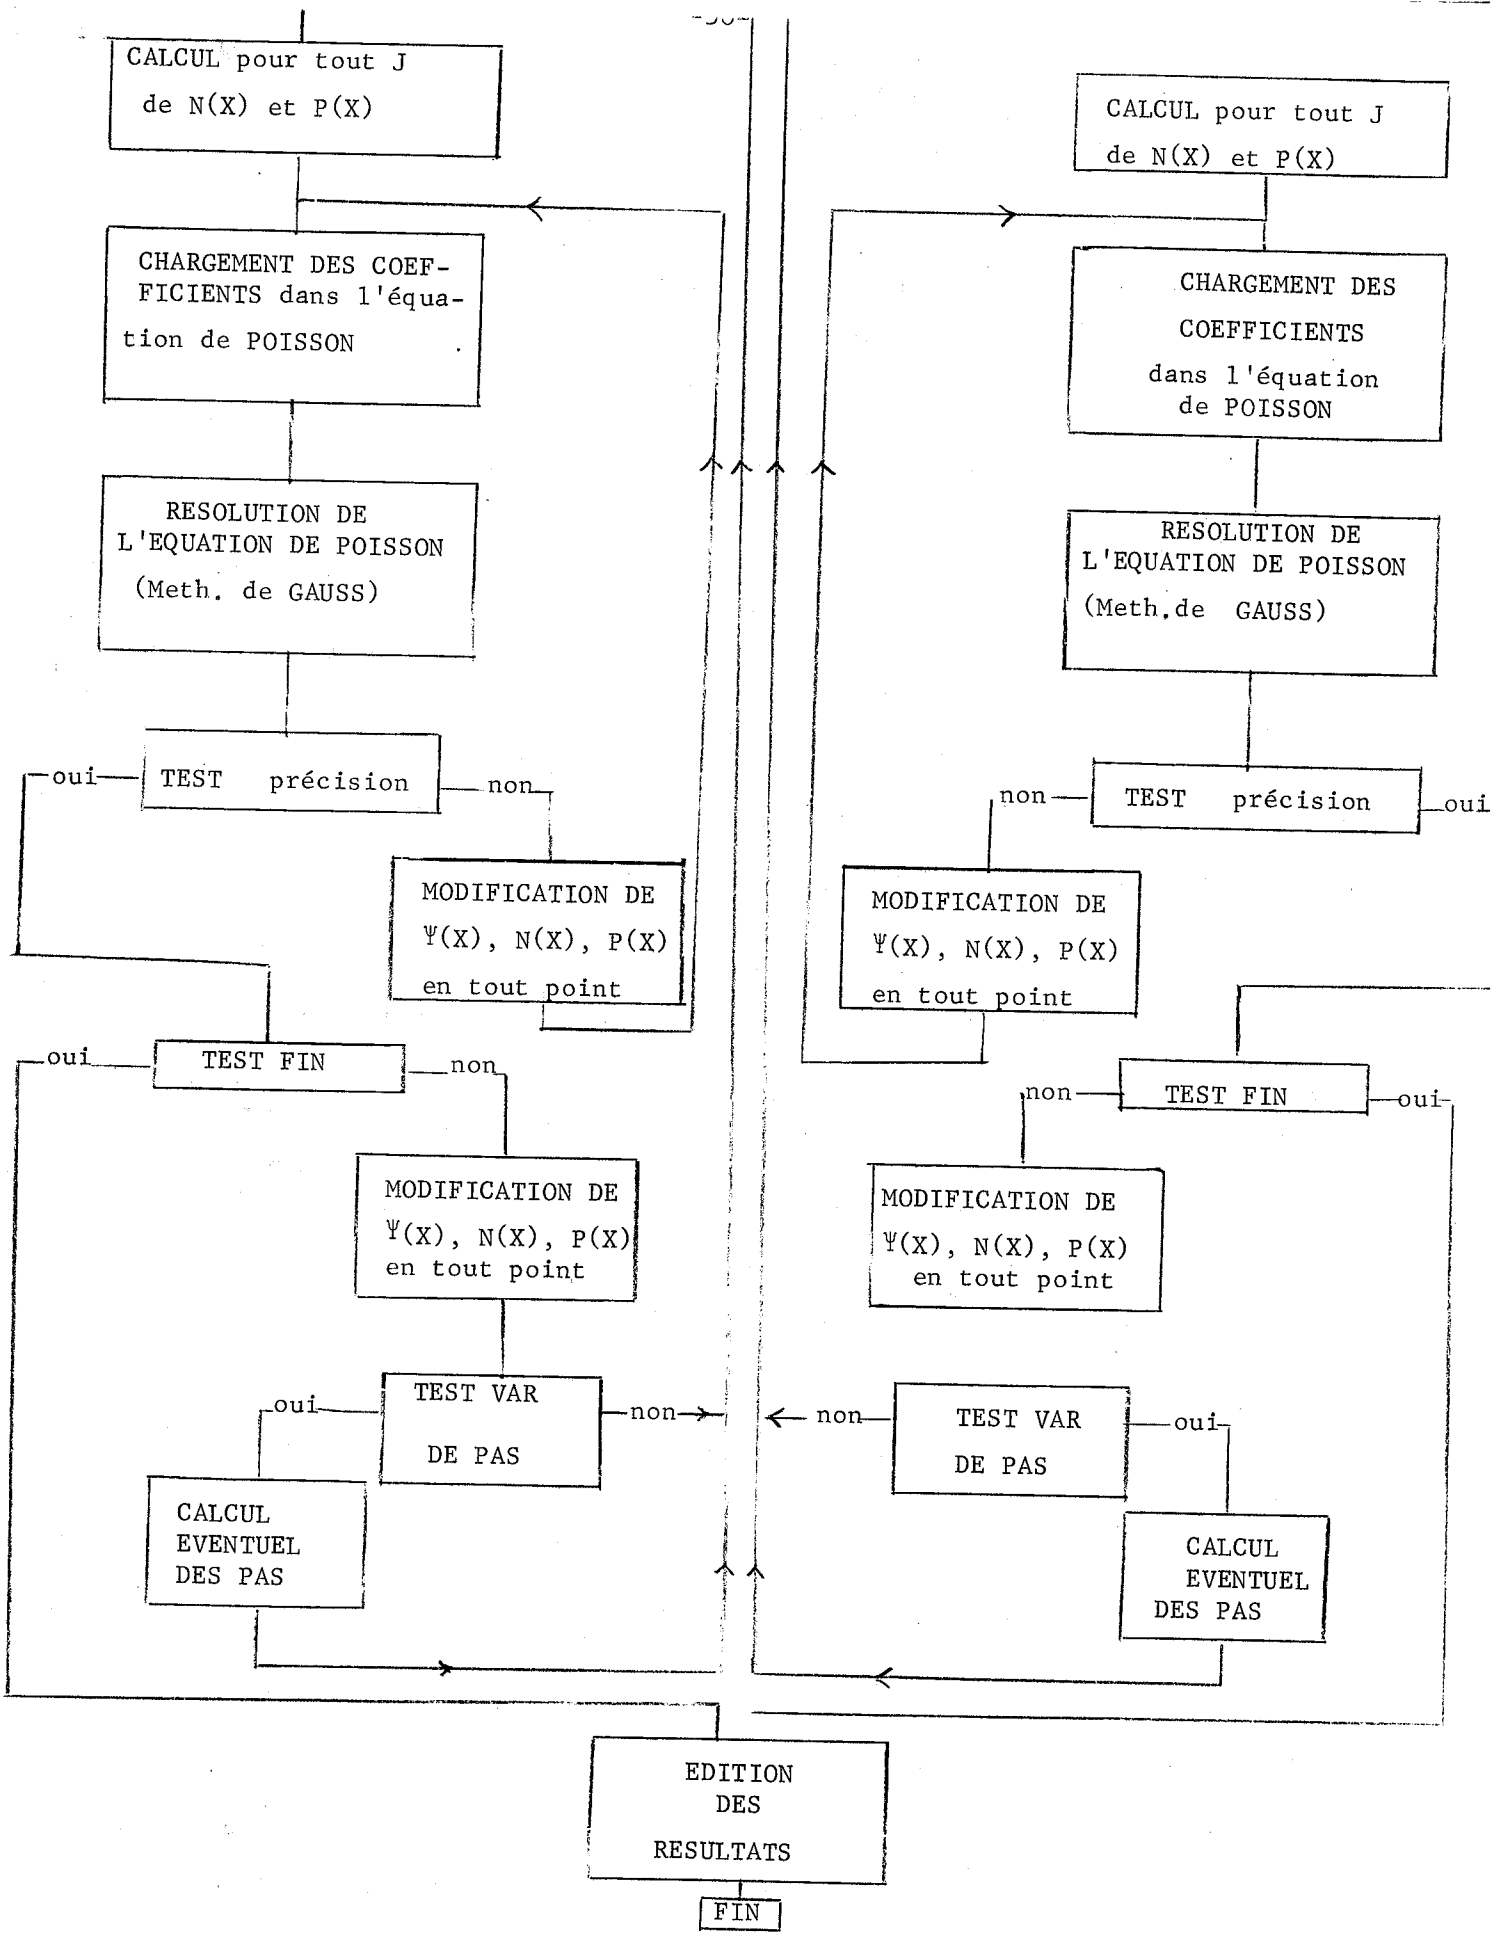 CALCUL pour tout J
de N(X) et P(X)
CHARGEMENT DES COEF-
FICIENTS dans l'équa-
tion de POISSON
RESOLUTION DE
L'EQUATION DE POISSON
(Meth. de GAUSS)
oui
TEST précision
non
MODIFICATION DE
Ψ(X), N(X), P(X)
en tout point
oui
TEST FIN
non
MODIFICATION DE
Ψ(X), N(X), P(X)
en tout point
oui
TEST VAR
DE PAS
non
CALCUL
EVENTUEL
DES PAS
CALCUL pour tout J
de N(X) et P(X)
CHARGEMENT DES
COEFFICIENTS
dans l'équation
de POISSON
RESOLUTION DE
L'EQUATION DE POISSON
(Meth.de GAUSS)
non
TEST précision
oui
MODIFICATION DE
Ψ(X), N(X), P(X)
en tout point
non
TEST FIN
oui
MODIFICATION DE
Ψ(X), N(X), P(X)
en tout point
non
TEST VAR
DE PAS
oui
CALCUL
EVENTUEL
DES PAS
EDITION
DES
RESULTATS
FIN